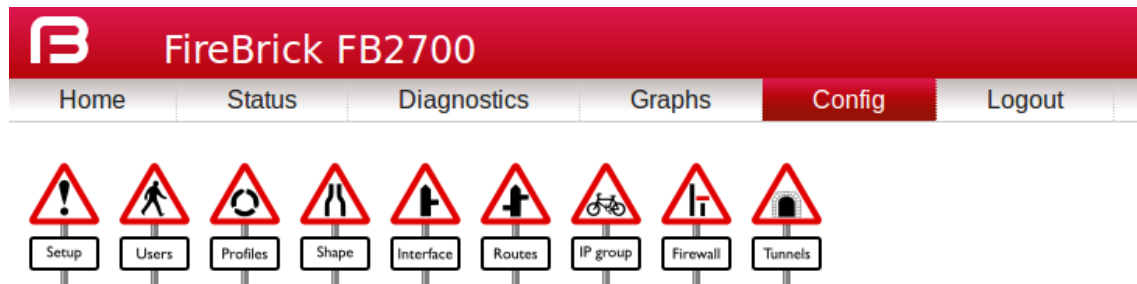 FireBrick FB2700
Home Status Diagnostics Graphs Config Logout
Setup Users Profiles Shape Interface Routes IP group Firewall Tunnels